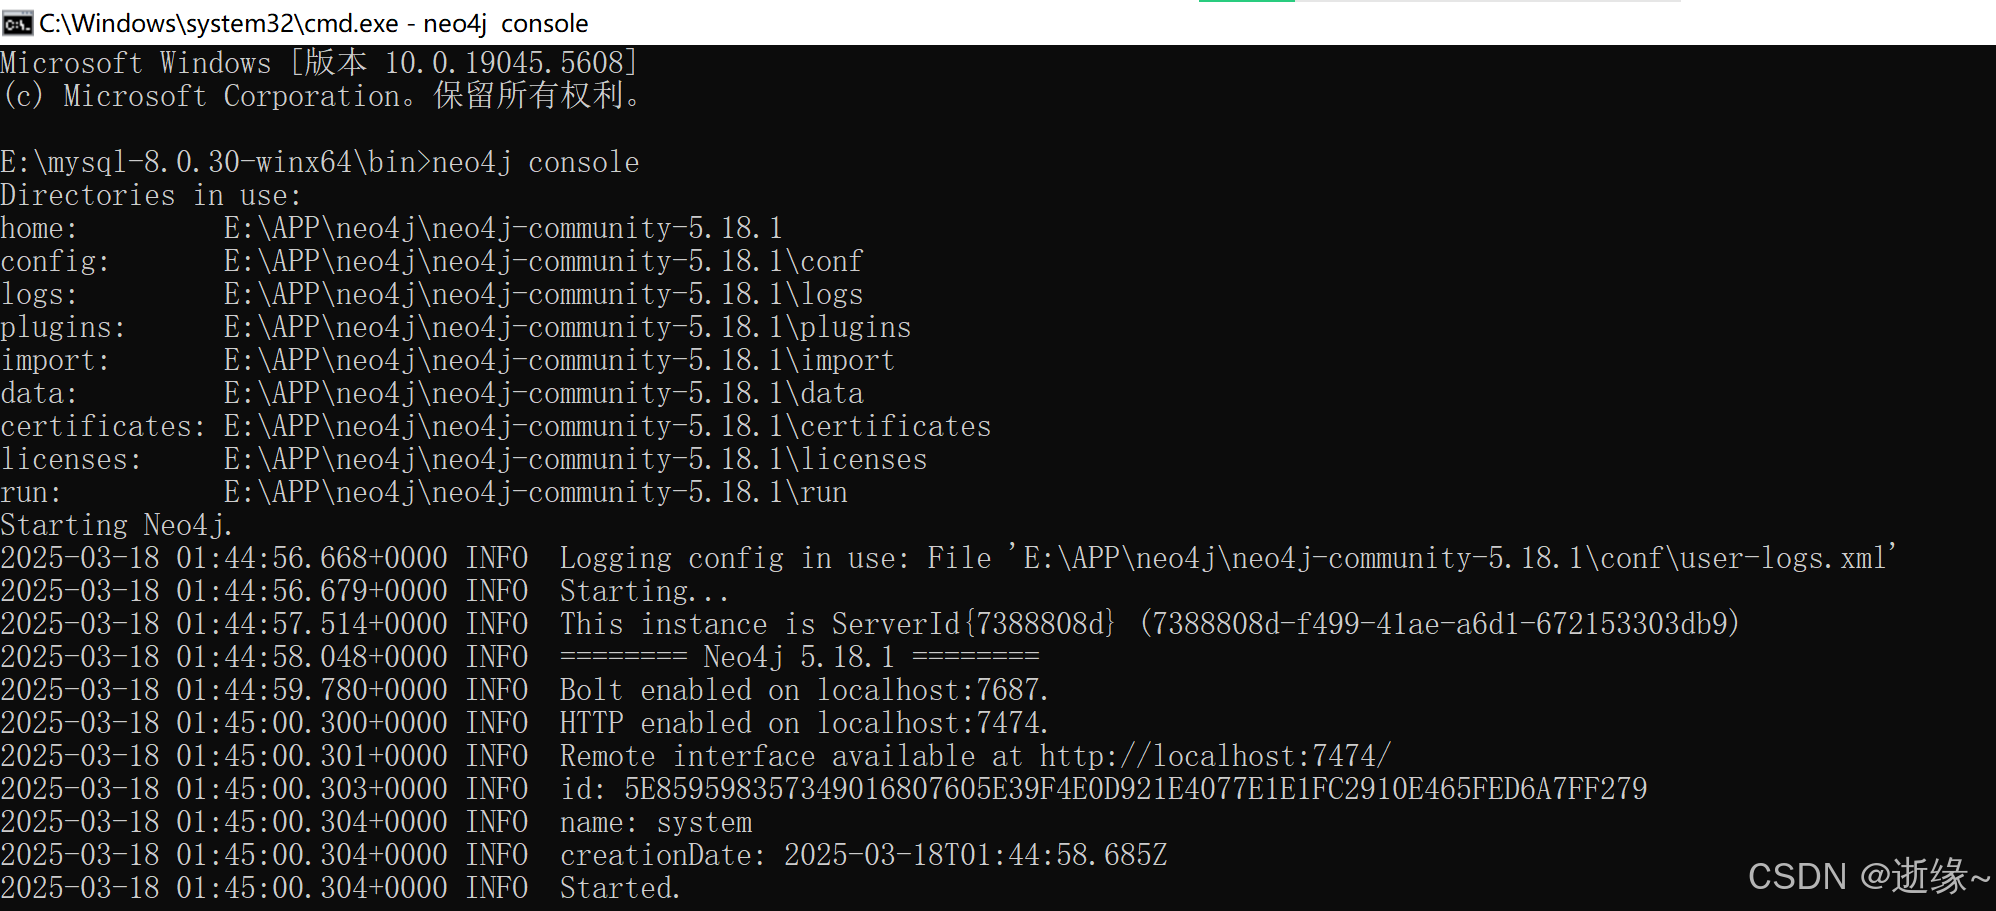 C:\Windows\system32\cmd.exe - neo4j  console
Microsoft Windows [版本 10.0.19045.5608]
(c) Microsoft Corporation。保留所有权利。
E:\mysql-8.0.30-winx64\bin>neo4j console
Directories in use:
home:         E:\APP\neo4j\neo4j-community-5.18.1
config:       E:\APP\neo4j\neo4j-community-5.18.1\conf
logs:         E:\APP\neo4j\neo4j-community-5.18.1\logs
plugins:      E:\APP\neo4j\neo4j-community-5.18.1\plugins
import:       E:\APP\neo4j\neo4j-community-5.18.1\import
data:         E:\APP\neo4j\neo4j-community-5.18.1\data
certificates: E:\APP\neo4j\neo4j-community-5.18.1\certificates
licenses:     E:\APP\neo4j\neo4j-community-5.18.1\licenses
run:          E:\APP\neo4j\neo4j-community-5.18.1\run
Starting Neo4j.
2025-03-18 01:44:56.668+0000 INFO  Logging config in use: File 'E:\APP\neo4j\neo4j-community-5.18.1\conf\user-logs.xml'
2025-03-18 01:44:56.679+0000 INFO  Starting...
2025-03-18 01:44:57.514+0000 INFO  This instance is ServerId{7388808d} (7388808d-f499-41ae-a6d1-672153303db9)
2025-03-18 01:44:58.048+0000 INFO  ======== Neo4j 5.18.1 ========
2025-03-18 01:44:59.780+0000 INFO  Bolt enabled on localhost:7687.
2025-03-18 01:45:00.300+0000 INFO  HTTP enabled on localhost:7474.
2025-03-18 01:45:00.301+0000 INFO  Remote interface available at http://localhost:7474/
2025-03-18 01:45:00.303+0000 INFO  id: 5E859598357349016807605E39F4E0D921E4077E1E1FC2910E465FED6A7FF279
2025-03-18 01:45:00.304+0000 INFO  name: system
2025-03-18 01:45:00.304+0000 INFO  creationDate: 2025-03-18T01:44:58.685Z
2025-03-18 01:45:00.304+0000 INFO  Started.
CSDN @逝缘~